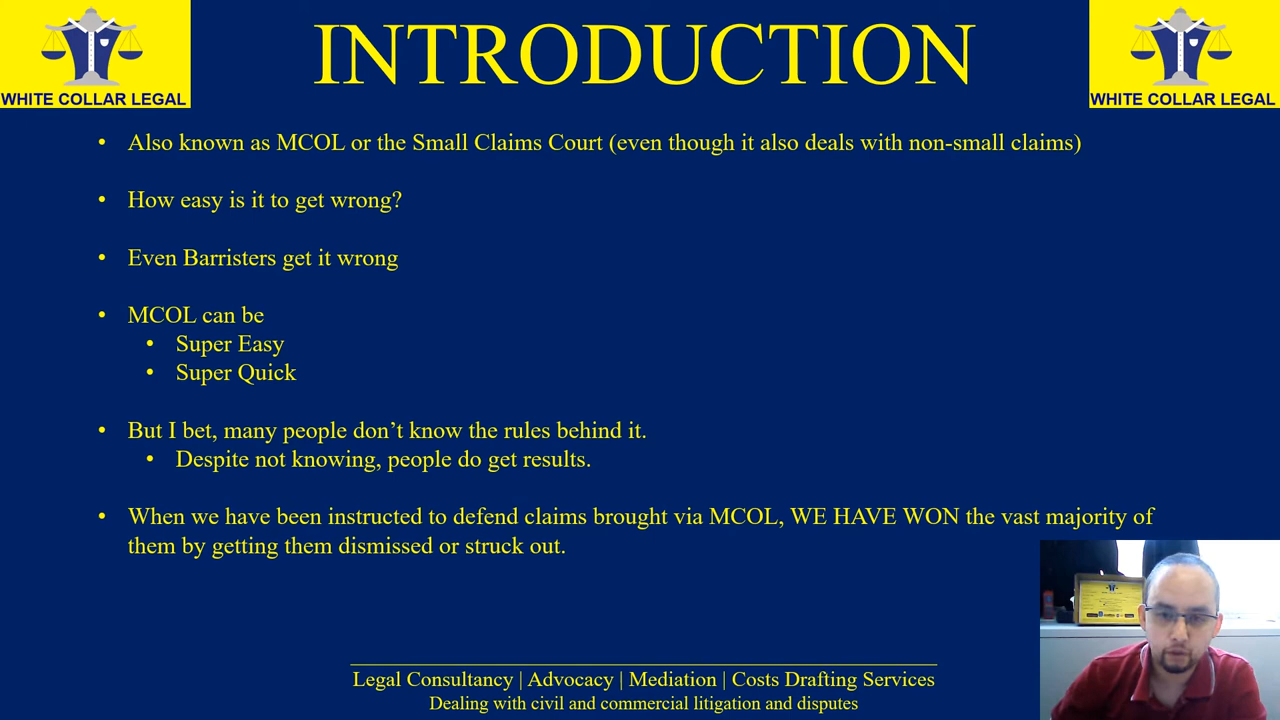 INTRODUCTION
WHITE COLLAR LEGAL
WHITE COLLAR LEGAL
• Also known as MCOL or the Small Claims Court (even though it also deals with non-small claims)
• How easy is it to get wrong?
• Even Barristers get it wrong
• MCOL can be
• Super Easy
• Super Quick
• But I bet, many people don’t know the rules behind it.
• Despite not knowing, people do get results.
• When we have been instructed to defend claims brought via MCOL, WE HAVE WON the vast majority of
them by getting them dismissed or struck out.
Legal Consultancy | Advocacy | Mediation | Costs Drafting Services
Dealing with civil and commercial litigation and disputes